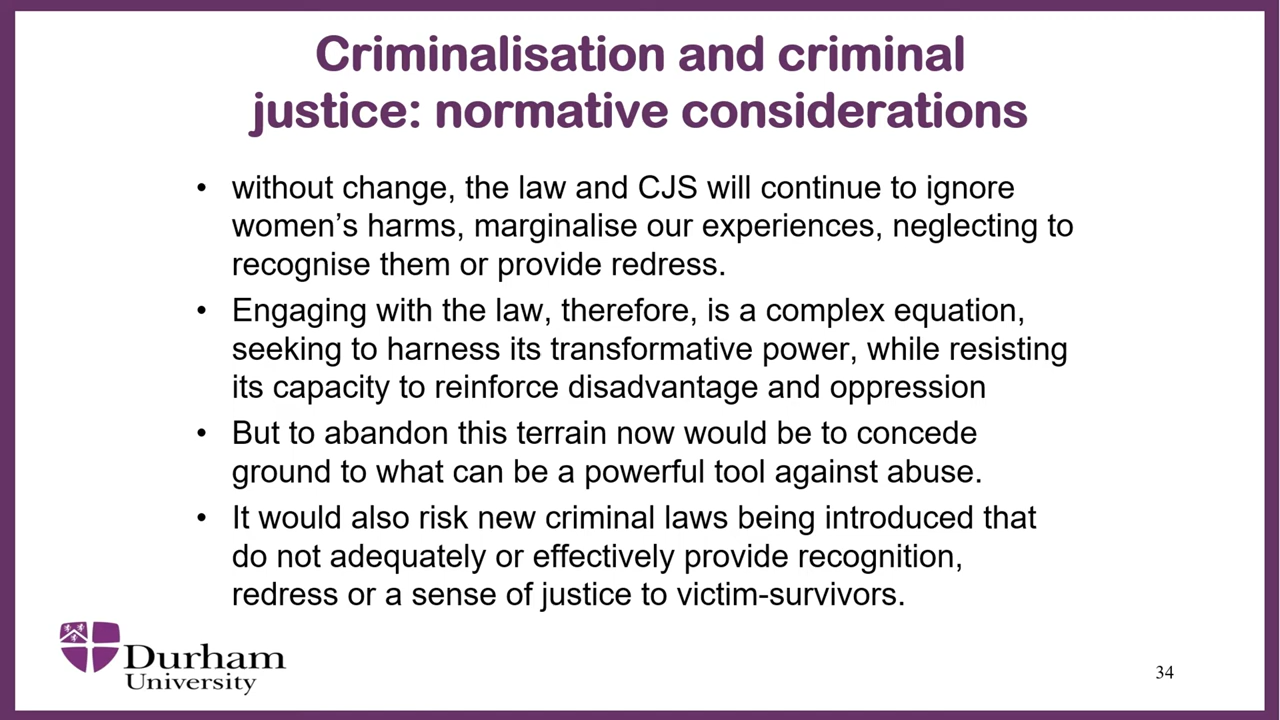 Criminalisation and criminal
justice: normative considerations
• without change, the law and CJS will continue to ignore
women’s harms, marginalise our experiences, neglecting to
recognise them or provide redress.
• Engaging with the law, therefore, is a complex equation,
seeking to harness its transformative power, while resisting
its capacity to reinforce disadvantage and oppression
• But to abandon this terrain now would be to concede
ground to what can be a powerful tool against abuse.
• It would also risk new criminal laws being introduced that
do not adequately or effectively provide recognition,
redress or a sense of justice to victim-survivors.
Durham
University
34